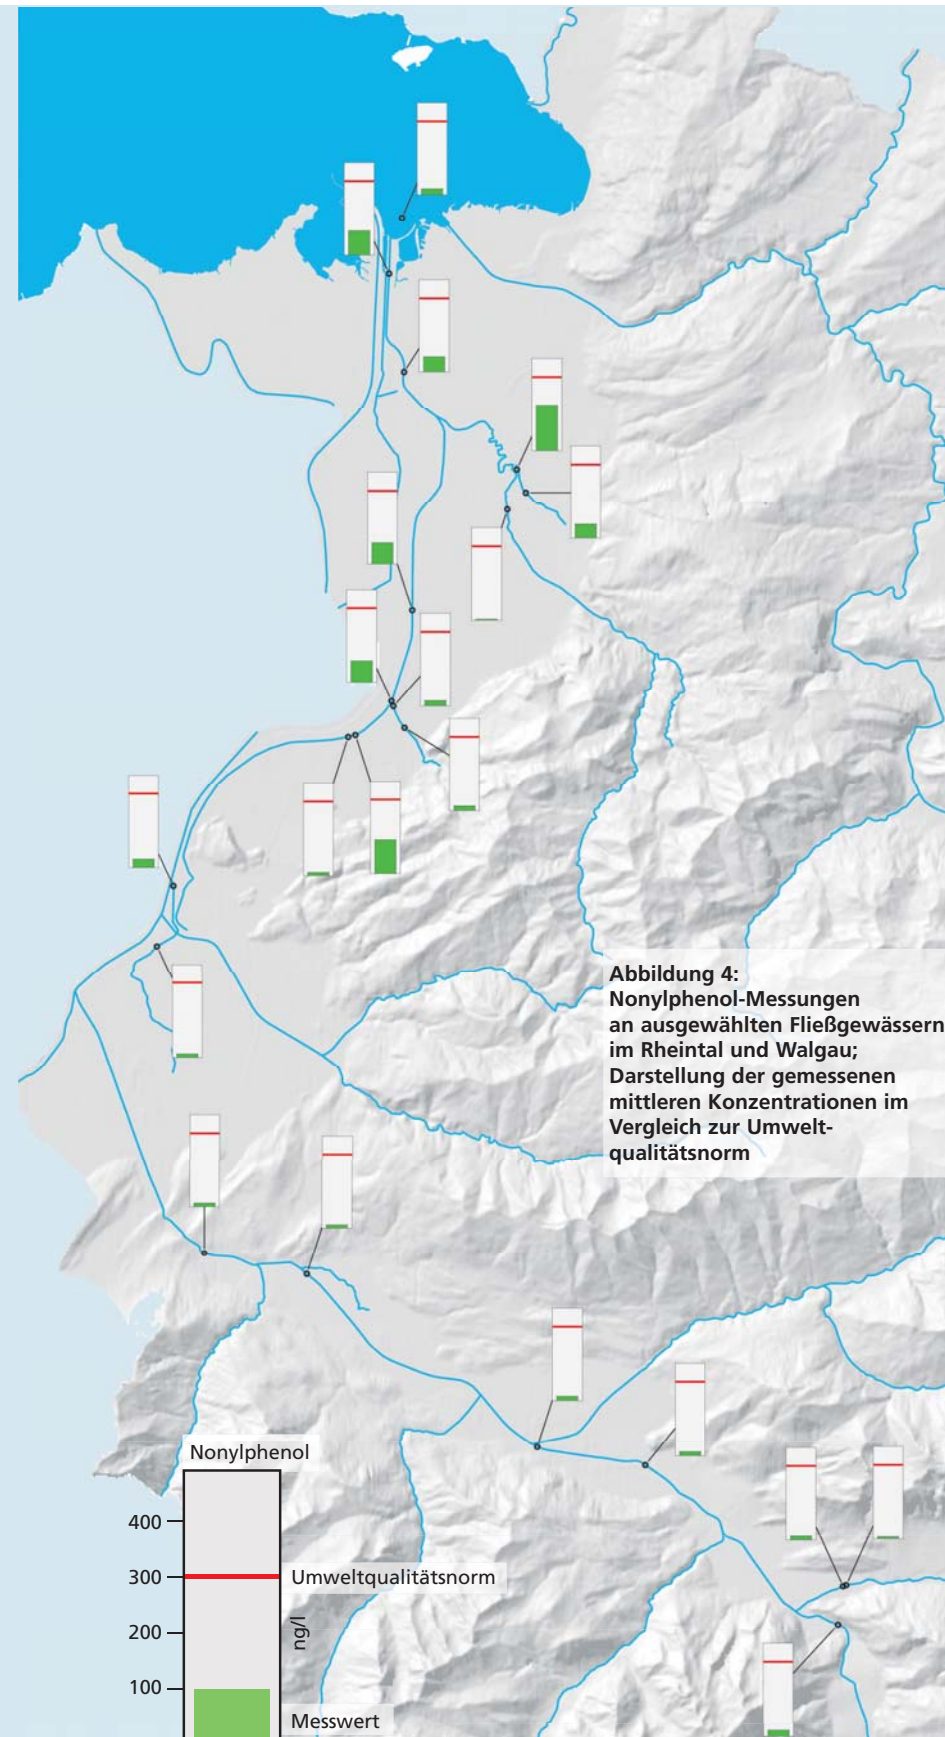 Abbildung 4:
Nonylphenol-Messungen
an ausgewählten Fließgewässern
im Rheintal und Walgau;
Darstellung der gemessenen
mittleren Konzentrationen im
Vergleich zur Umwelt-
qualitätsnorm
Nonylphenol
400
300
Umweltqualitätsnorm
200
ng/l
100
Messwert